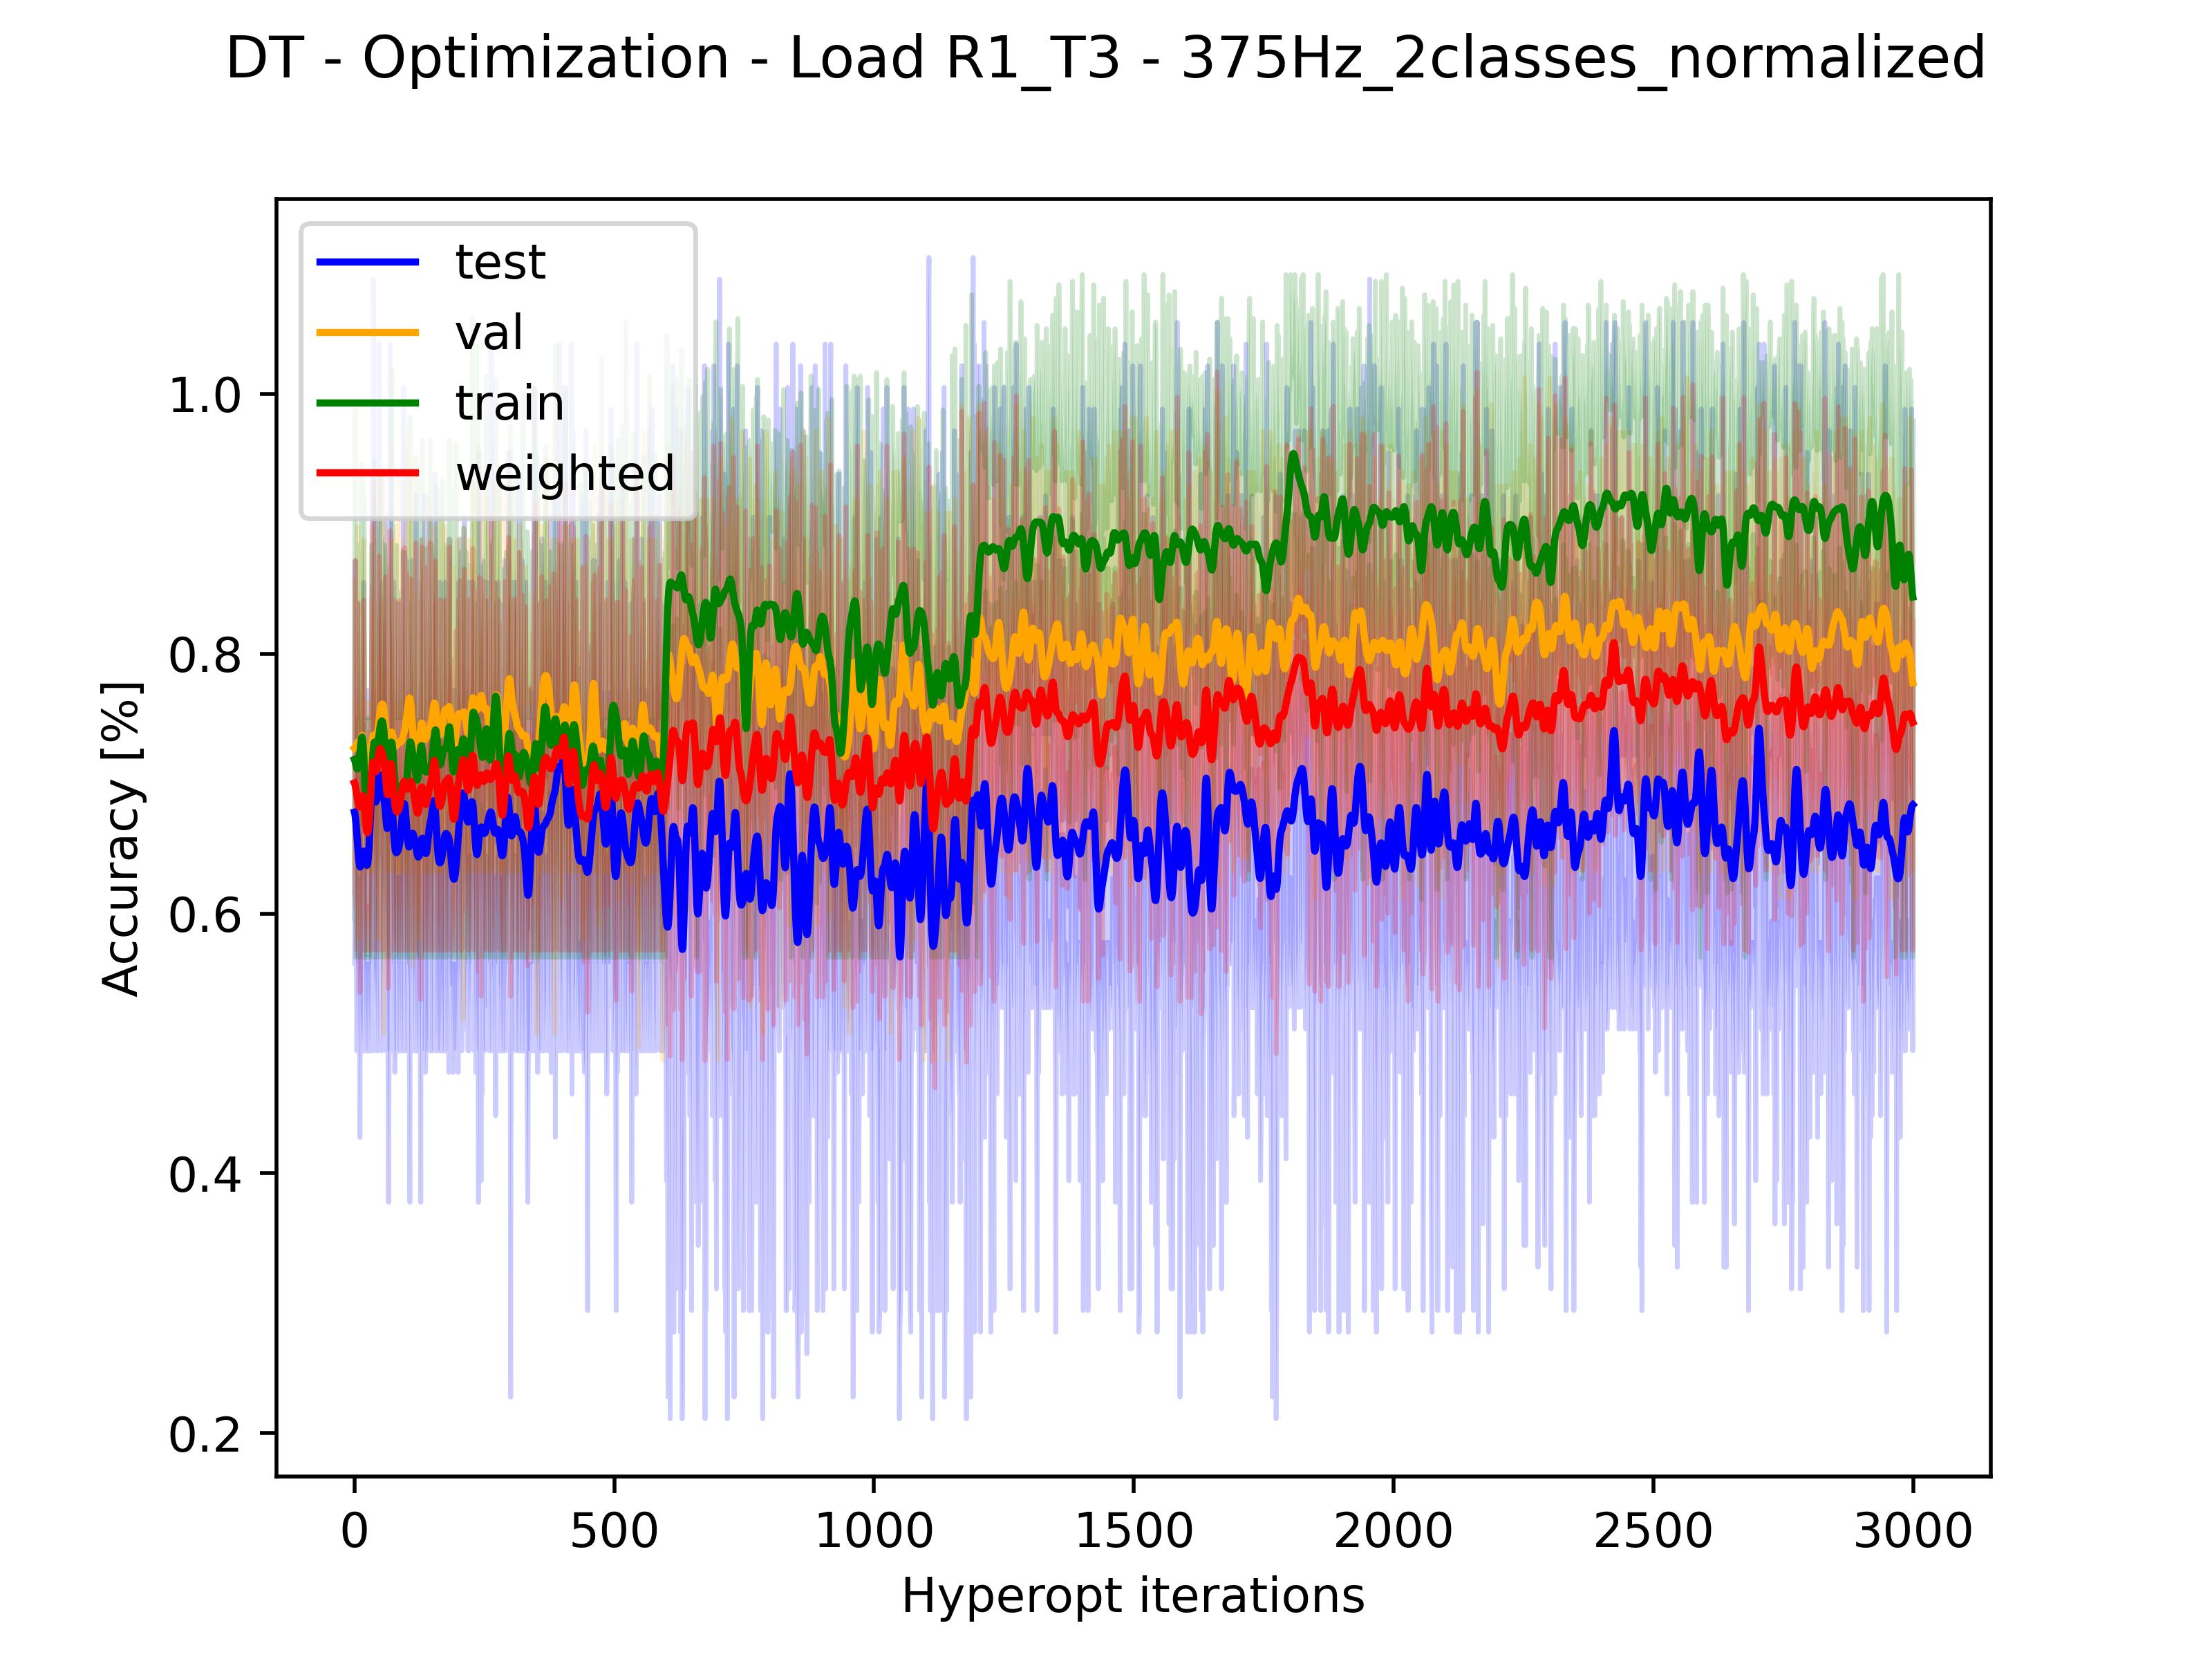 DT - Optimization - Load R1_T3 - 375Hz_2classes_normalized
test
val
train
weighted
1.0
0.8
0.6
0.4
0.2
Accuracy [%]
0 500 1000 1500 2000 2500 3000
Hyperopt iterations